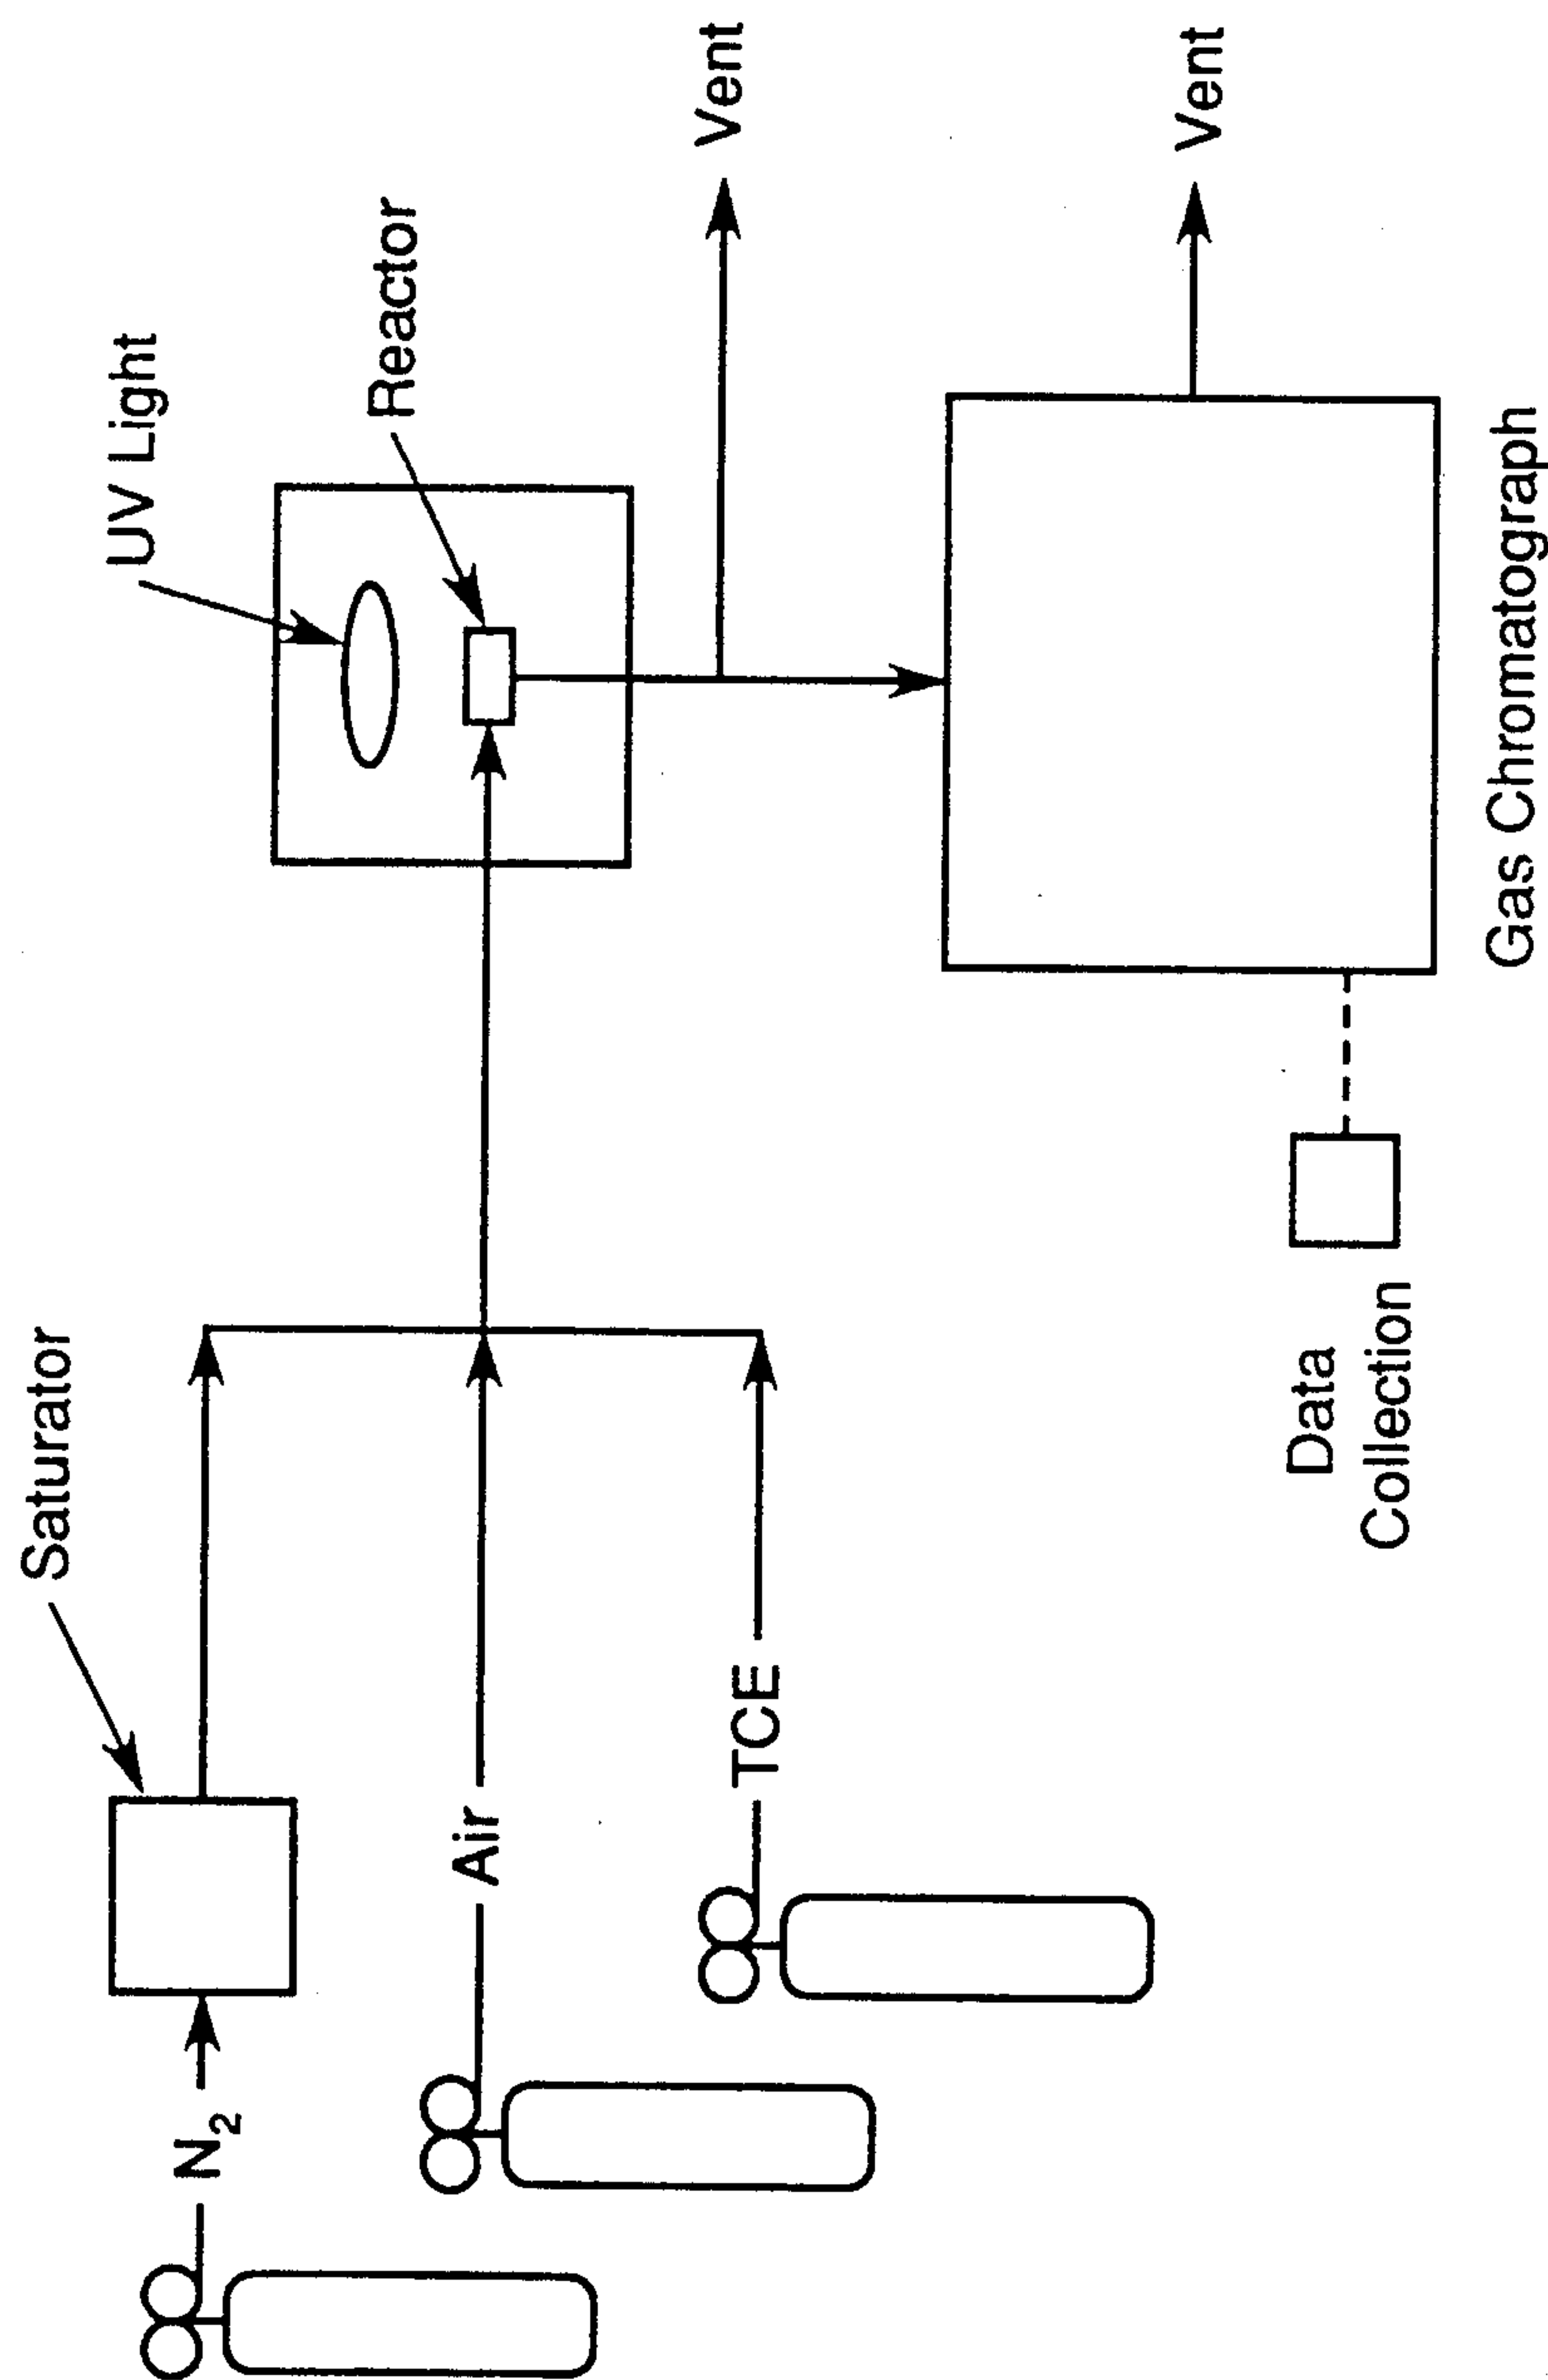 Saturator
UV Light
N₂
Air
TCE
Reactor
Vent
Vent
Data
Collection
Gas Chromatograph